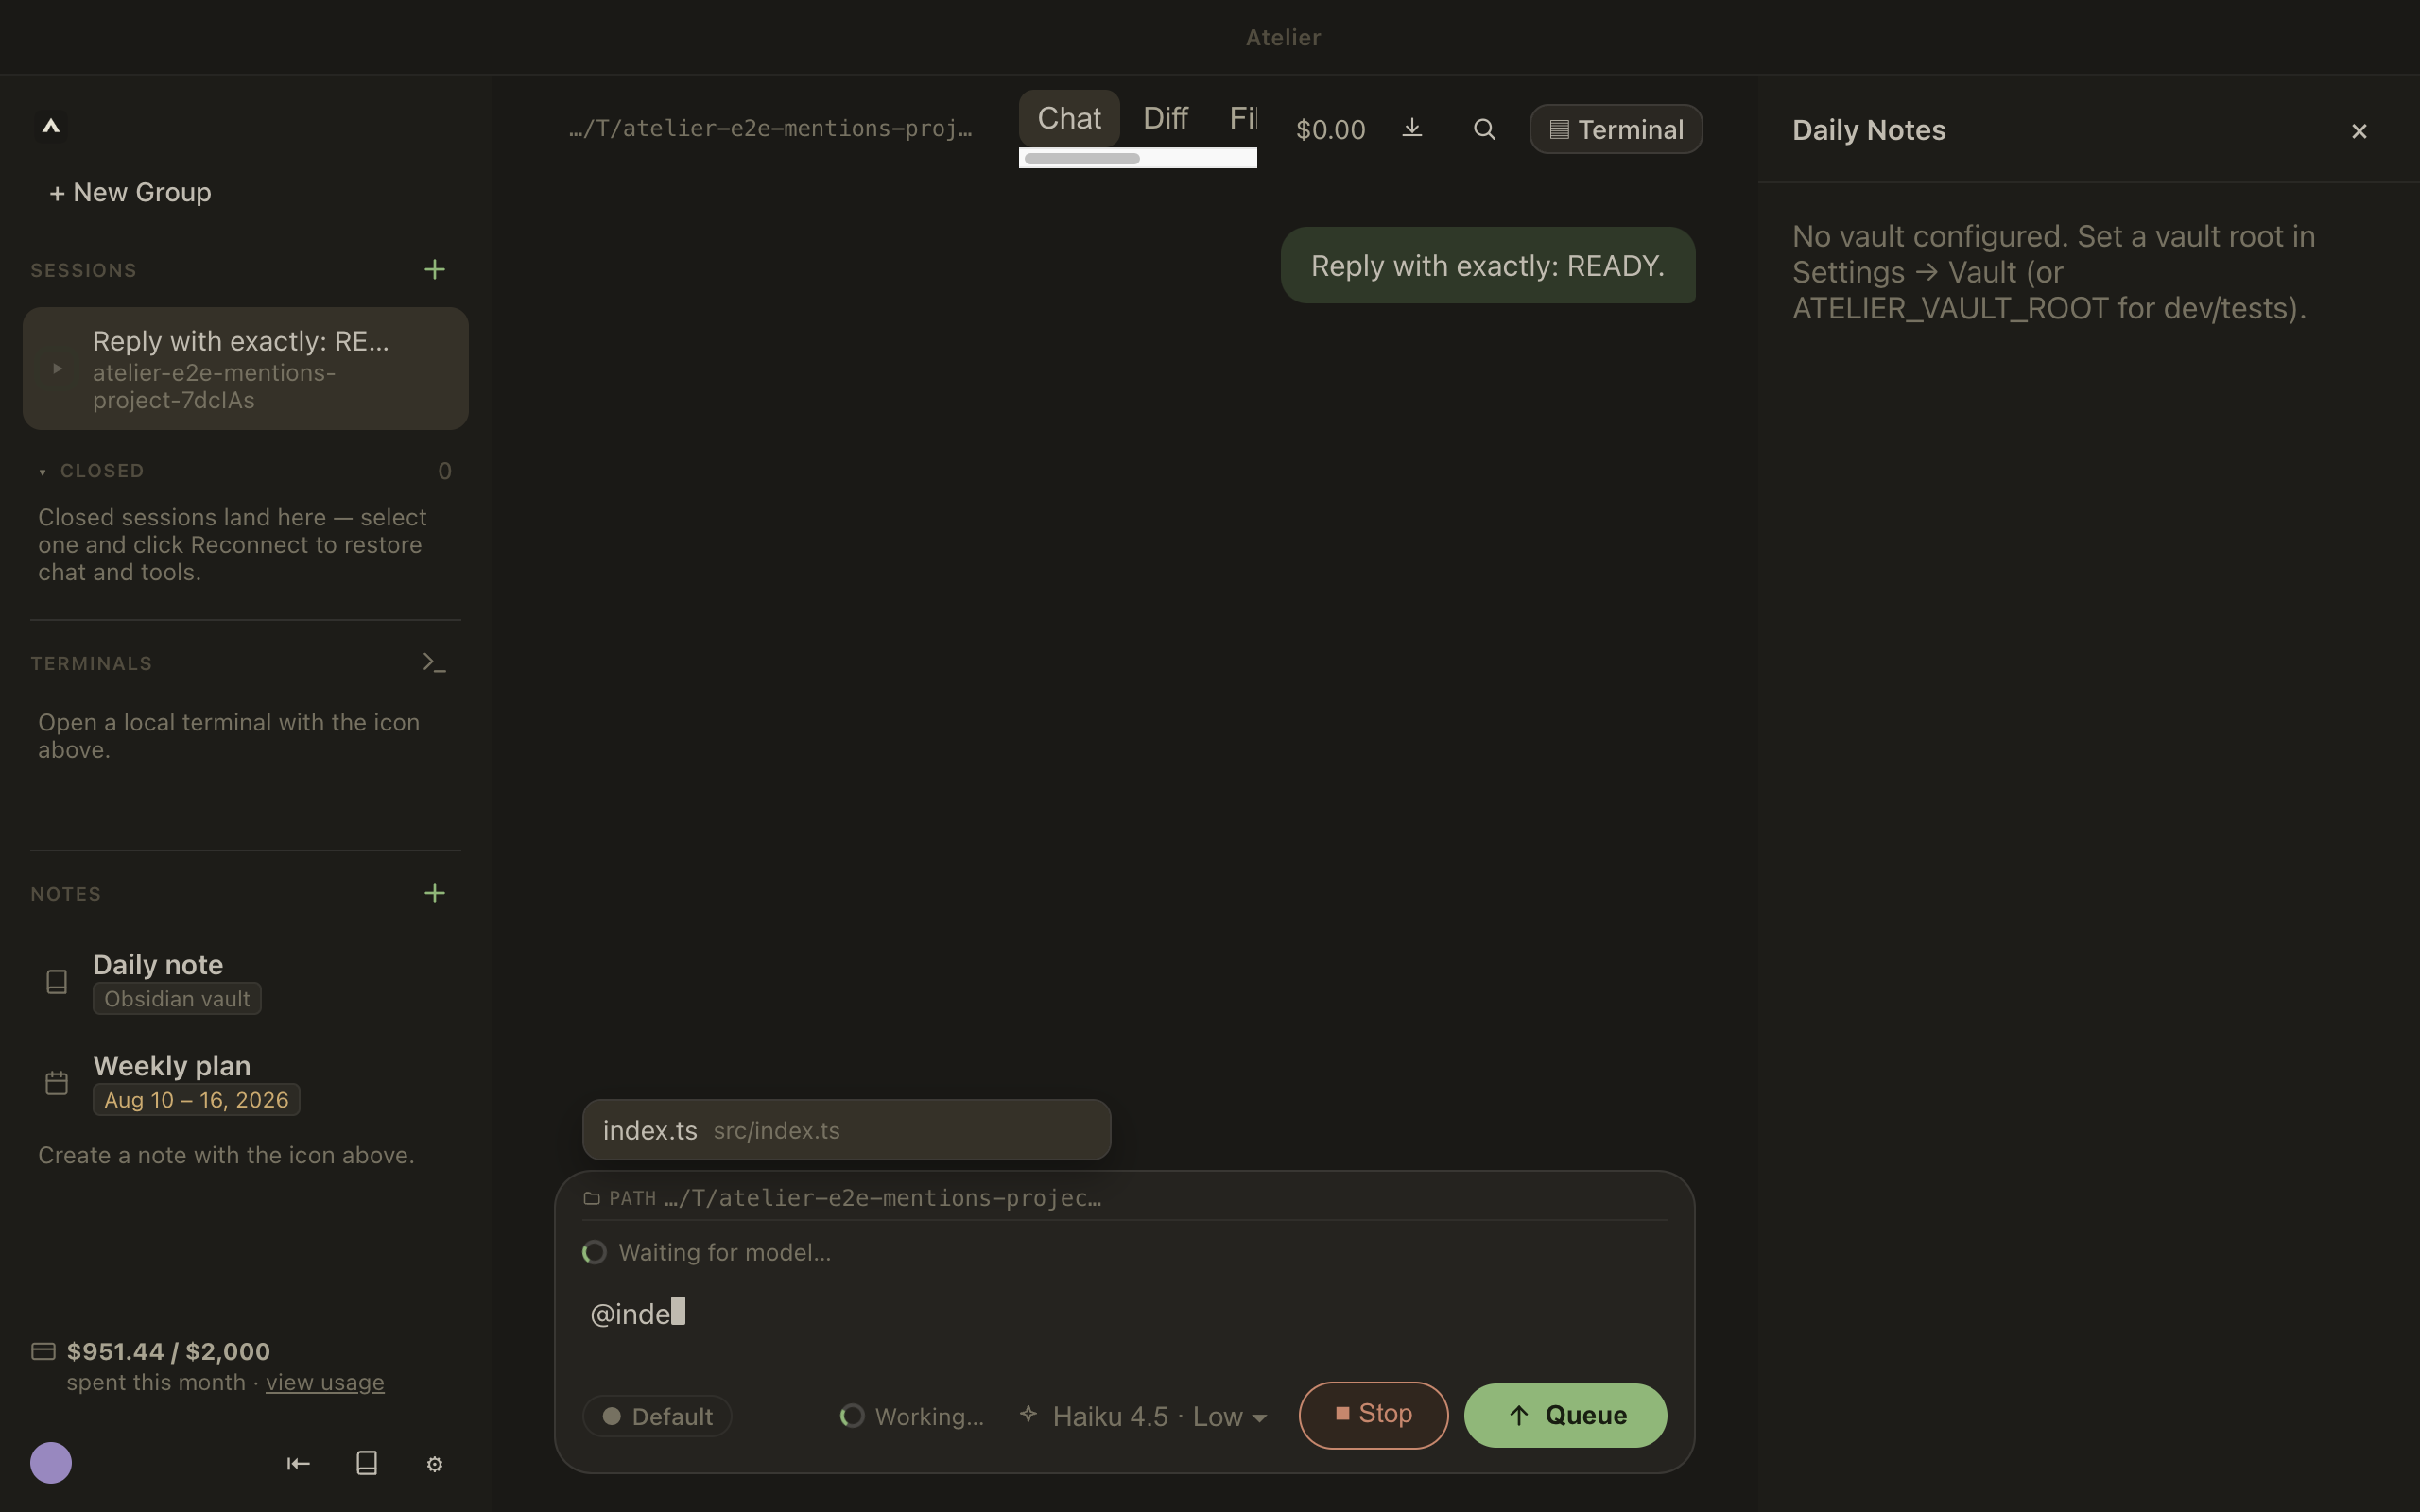 Atelier
+ New Group
SESSIONS
Reply with exactly: RE...
atelier-e2e-mentions-
project-7dcIAs
CLOSED 0
Closed sessions land here — select
one and click Reconnect to restore
chat and tools.
TERMINALS
Open a local terminal with the icon
above.
NOTES
Daily note
Obsidian vault
Weekly plan
Aug 10 – 16, 2026
Create a note with the icon above.
$951.44 / $2,000
spent this month · view usage
…/T/atelier-e2e-mentions-proj…
Chat Diff Fil
$0.00
Terminal
Reply with exactly: READY.
index.ts src/index.ts
PATH …/T/atelier-e2e-mentions-projec…
Waiting for model...
@inde
Default
Working...
Haiku 4.5 · Low
Stop
Queue
Daily Notes
No vault configured. Set a vault root in
Settings → Vault (or
ATELIER_VAULT_ROOT for dev/tests).